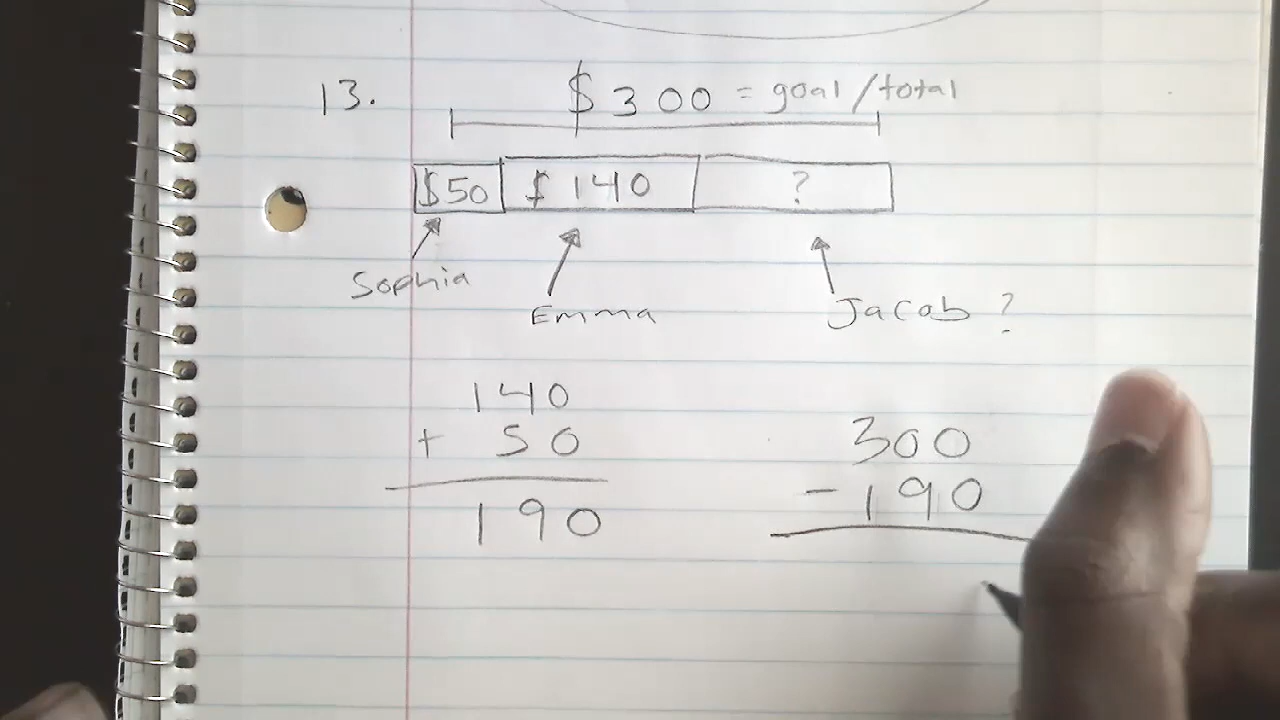 13. $300 = goal/total
$50 $140 ?
Sophia
Emma
Jacob ?
140
+ 50
190
300
- 190